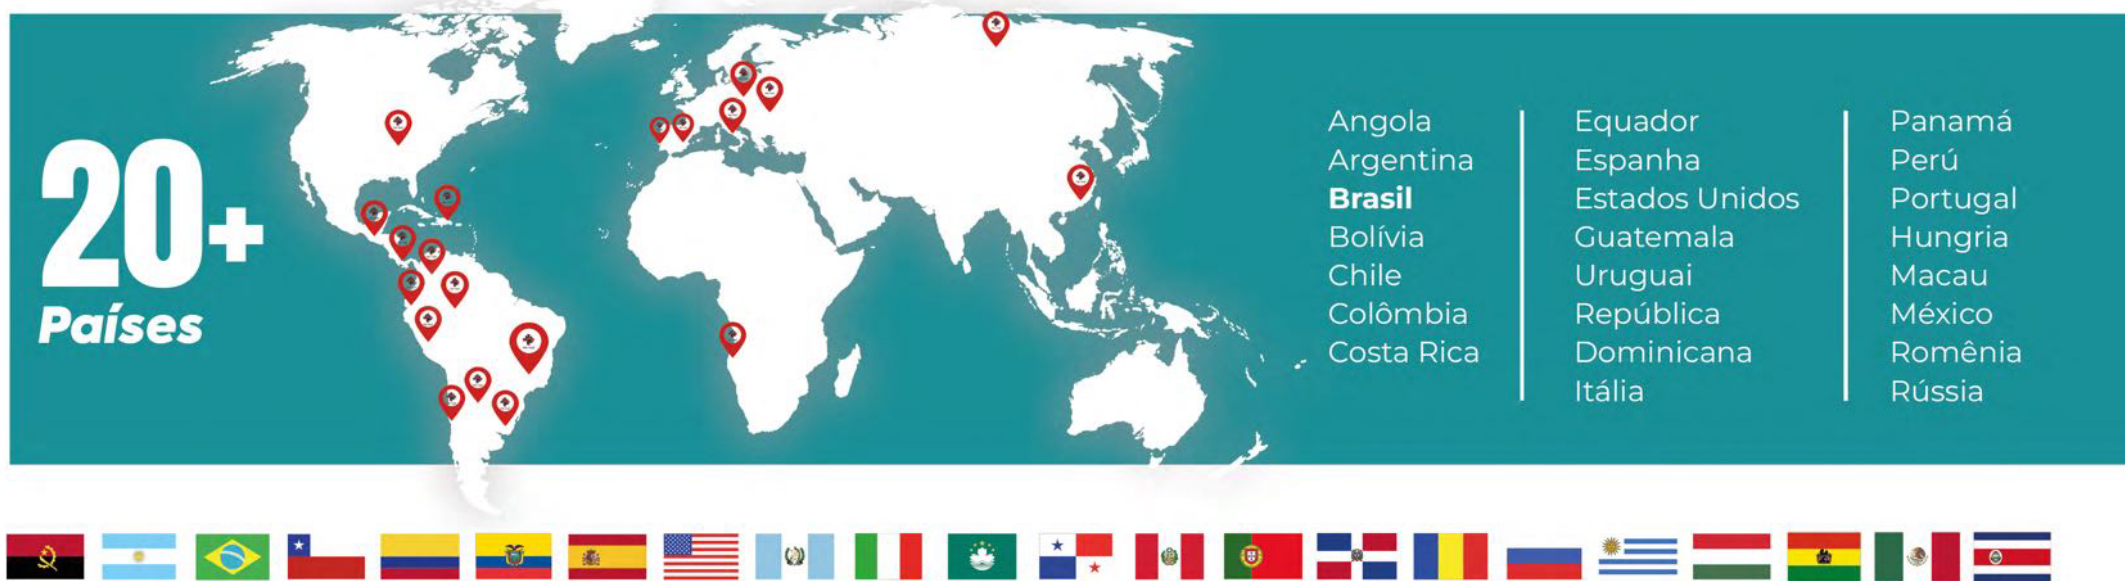 20+
Países
Angola
Argentina
Brasil
Bolívia
Chile
Colômbia
Costa Rica
Equador
Espanha
Estados Unidos
Guatemala
Uruguai
República
Dominicana
Itália
Panamá
Perú
Portugal
Hungria
Macau
México
Romênia
Rússia